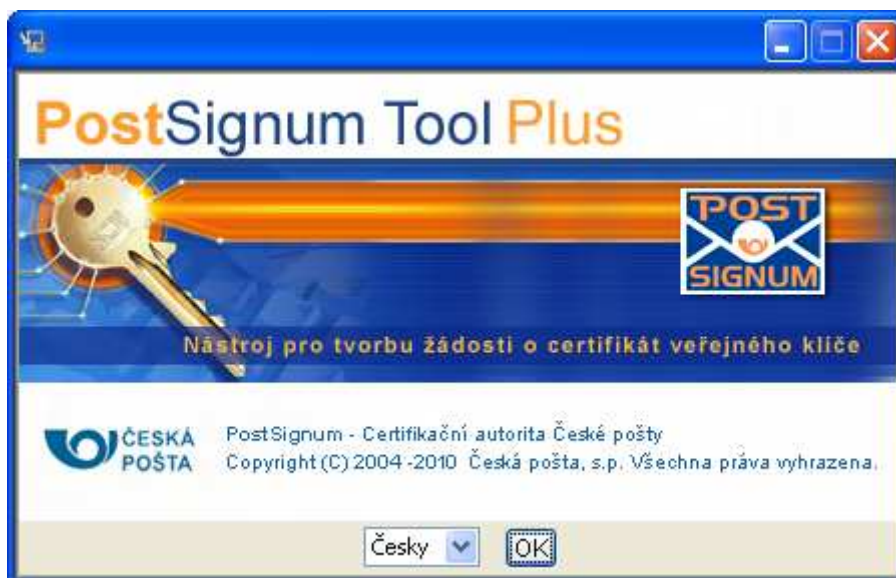 PostSignum Tool Plus
POST
SIGNUM
Nástroj pro tvorbu žádosti o certifikát veřejného klíče
ČESKÁ
POŠTA
PostSignum - Certifikační autorita České pošty
Copyright (C) 2004 -2010 Česká pošta, s.p. Všechna práva vyhrazena.
Česky
OK